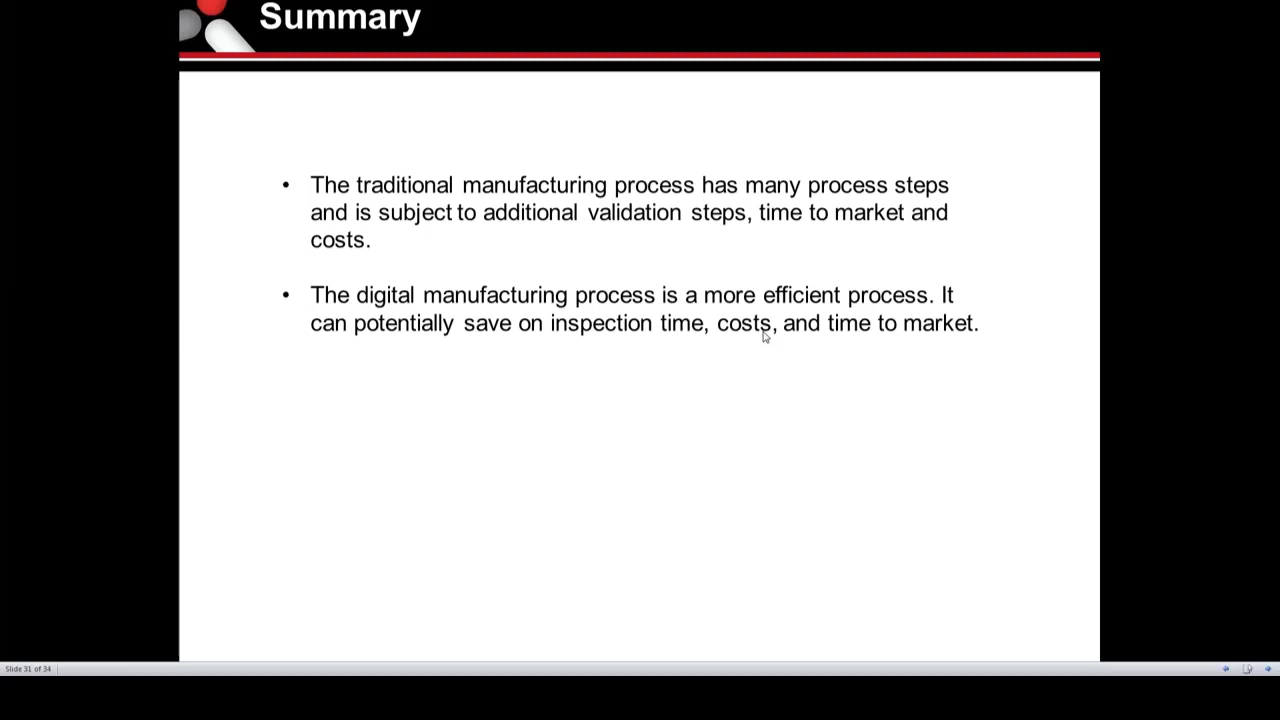 Summary
• The traditional manufacturing process has many process steps
and is subject to additional validation steps, time to market and
costs.
• The digital manufacturing process is a more efficient process. It
can potentially save on inspection time, costs, and time to market.
Slide 31 of 34